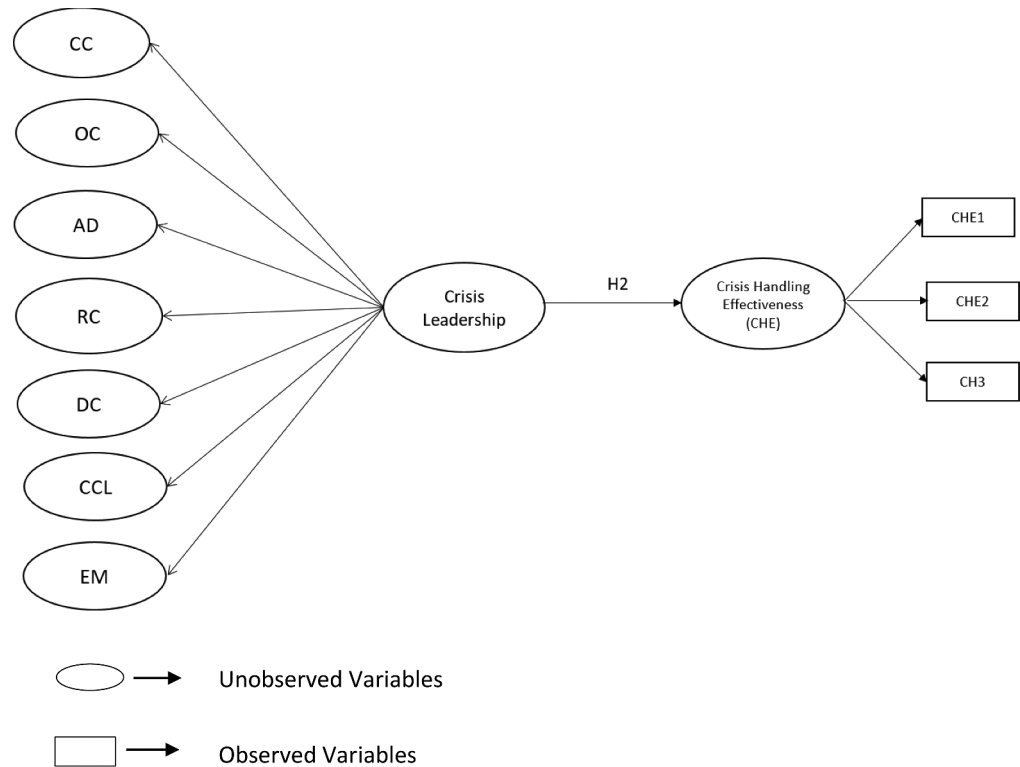 CC
OC
AD
RC
DC
CCL
EM
Crisis
Leadership
H2
Crisis Handling
Effectiveness
(CHE)
CHE1
CHE2
CH3
Unobserved Variables
Observed Variables